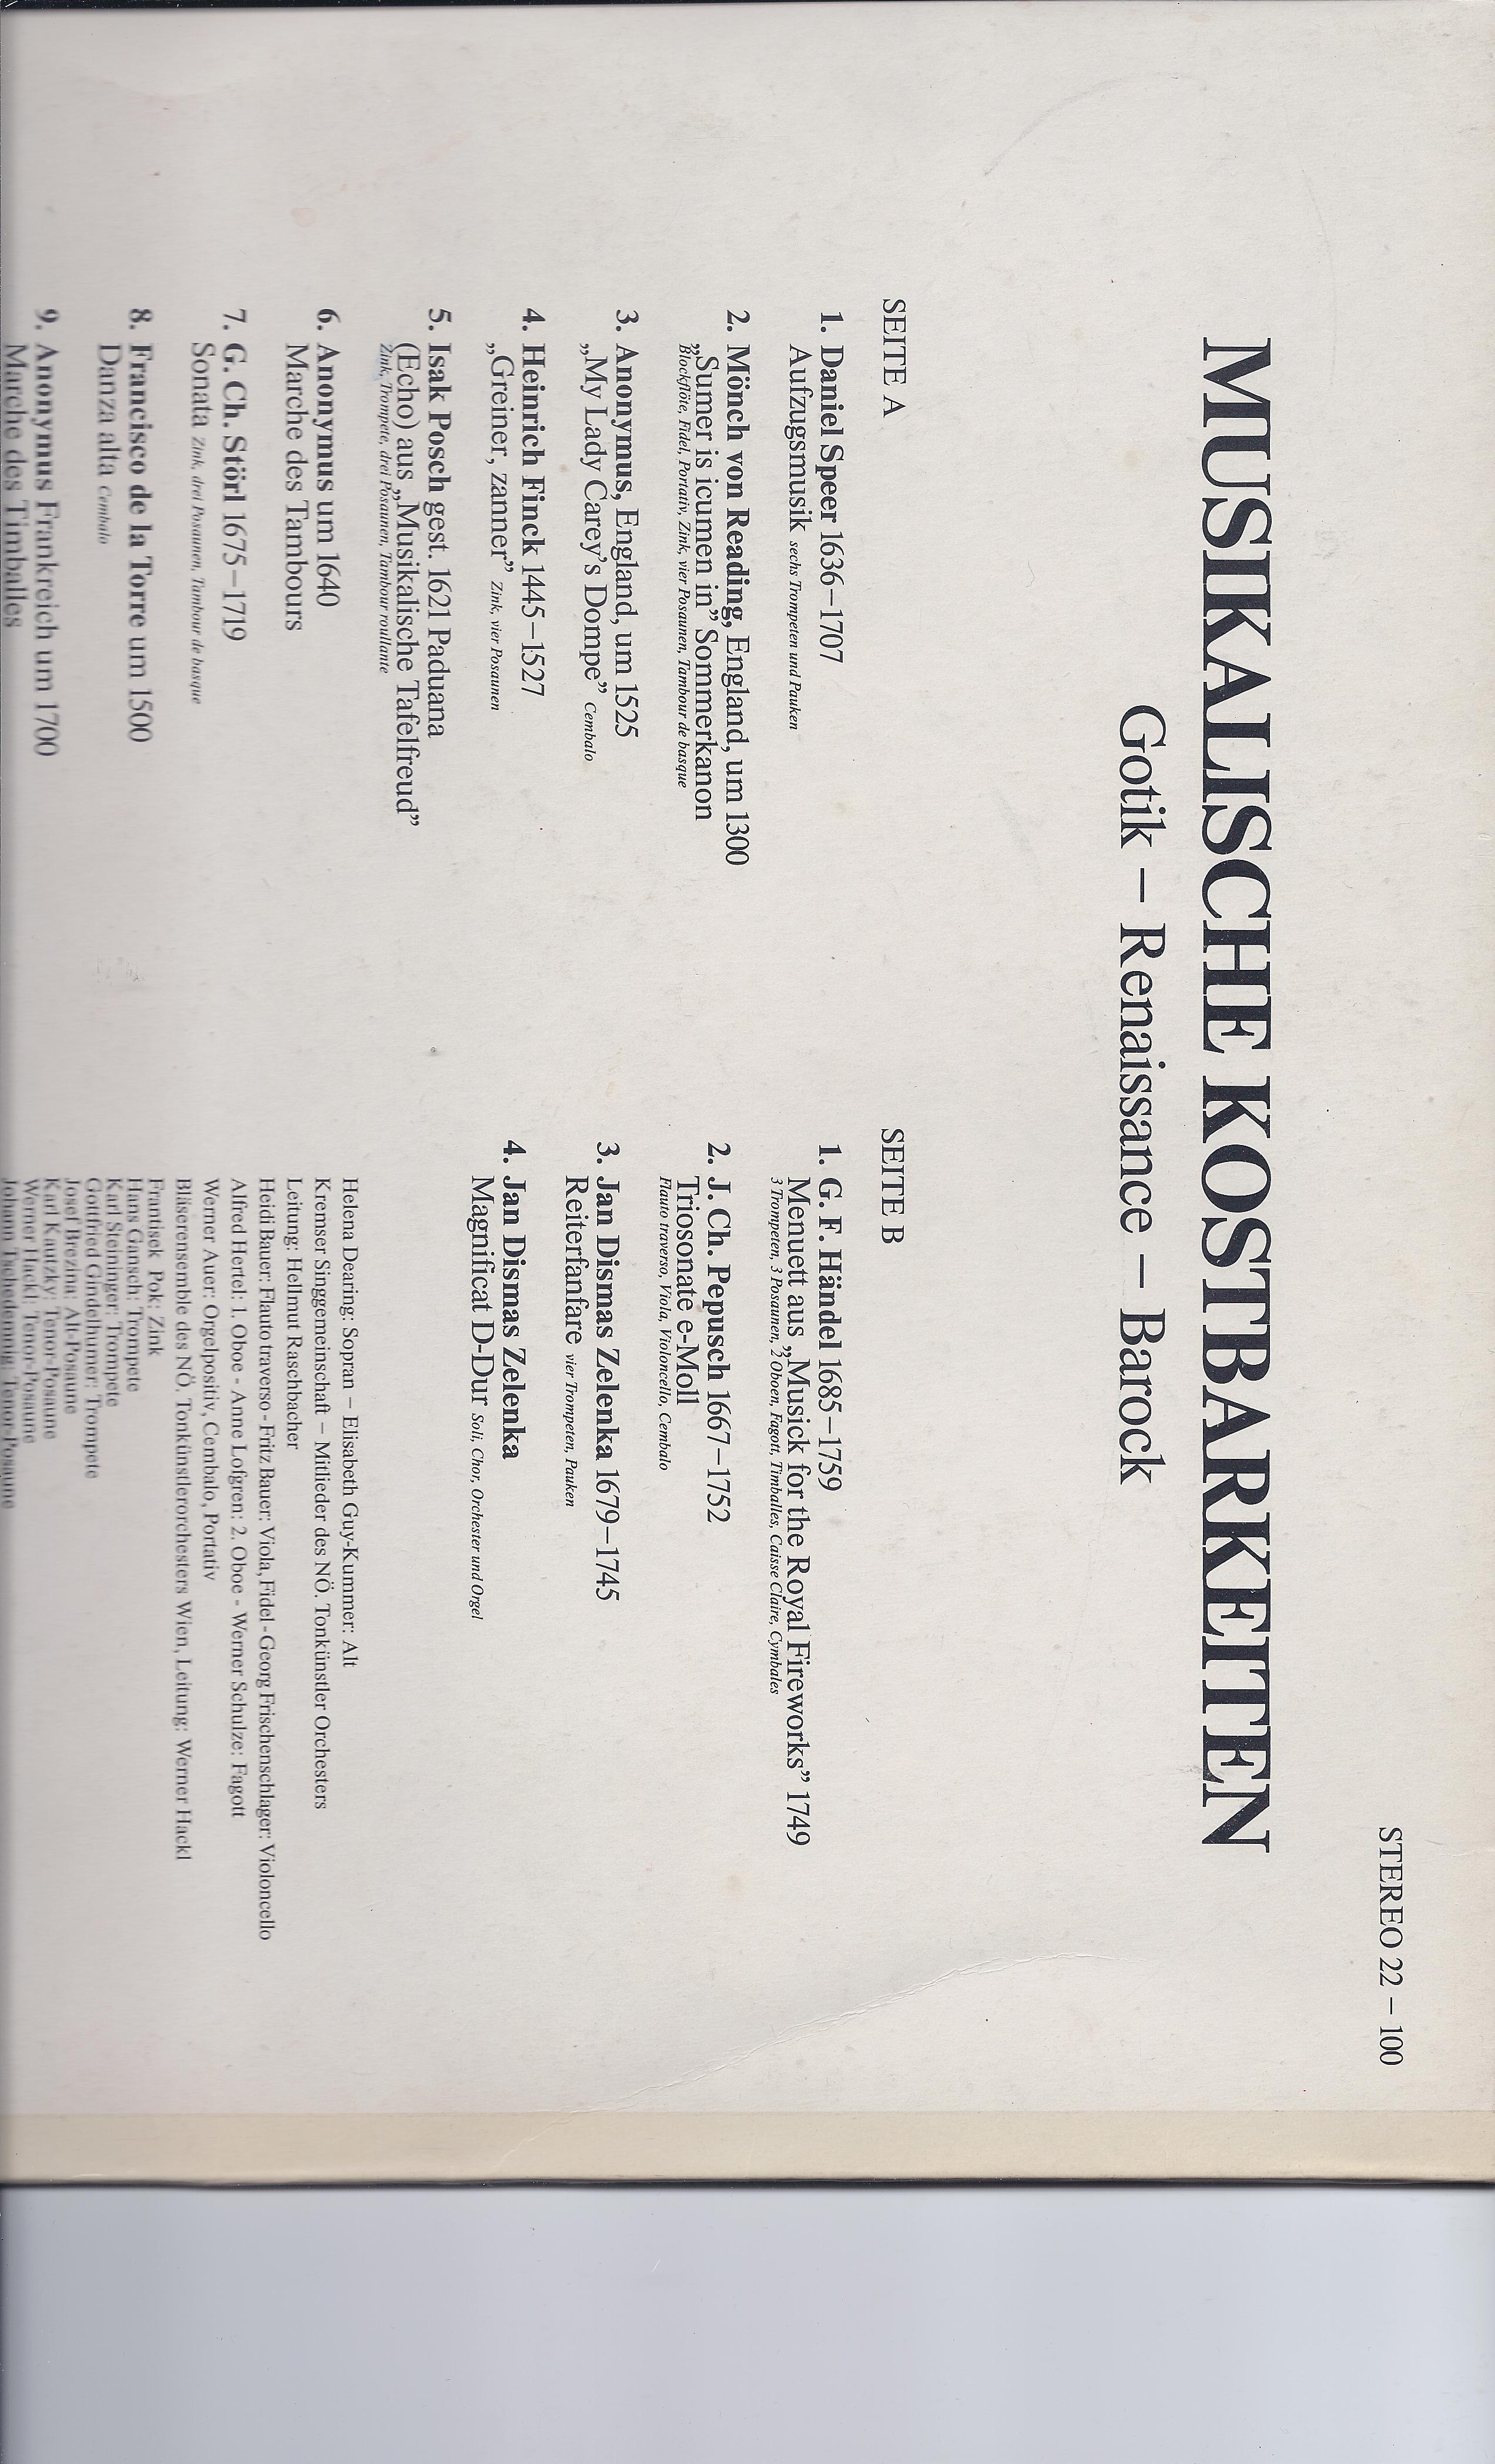 STEREO 22 – 100
MUSIKALISCHE KOSTBARKEITEN
Gotik – Renaissance – Barock
SEITE A
1. Daniel Speer 1636–1707
Aufzugsmusik sechs Trompeten und Pauken
2. Mönch von Reading, England, um 1300
„Sumer is icumen in” Sommerkanon
Blockflöte, Fidel, Portativ, Zink, vier Posaunen, Tambour de basque
3. Anonymus, England, um 1525
„My Lady Carey’s Dompe” Cembalo
4. Heinrich Finck 1445–1527
„Greiner, zanner” Zink, vier Posaunen
5. Isak Posch gest. 1621 Paduana
(Echo) aus „Musikalische Tafelfreud”
Zink, Trompete, drei Posaunen, Tambour roullante
6. Anonymus um 1640
Marche des Tambours
7. G. Ch. Störl 1675–1719
Sonata Zink, drei Posaunen, Tambour de basque
8. Francisco de la Torre um 1500
Danza alta Cembalo
9. Anonymus Frankreich um 1700
Marche des Timballes
SEITE B
1. G. F. Händel 1685–1759
Menuett aus „Musick for the Royal Fireworks” 1749
3 Trompeten, 3 Posaunen, 2 Oboen, Fagott, Timballes, Caisse Claire, Cymbales
2. J. Ch. Pepusch 1667–1752
Triosonate e-Moll
Flauto traverso, Viola, Violoncello, Cembalo
3. Jan Dismas Zelenka 1679–1745
Reiterfanfare vier Trompeten, Pauken
4. Jan Dismas Zelenka
Magnificat D-Dur Soli, Chor, Orchester und Orgel
Helena Dearing: Sopran – Elisabeth Guy-Kummer: Alt
Kremser Singgemeinschaft – Mitlieder des NÖ. Tonkünstler Orchesters
Leitung: Hellmut Raschbacher
Heidi Bauer: Flauto traverso - Fritz Bauer: Viola, Fidel - Georg Frischenschlager: Violoncello
Alfred Hertel: 1. Oboe - Anne Lofgren: 2. Oboe - Werner Schulze: Fagott
Werner Auer: Orgelpositiv, Cembalo, Portativ
Bläserensemble des NÖ. Tonkünstlerorchesters Wien, Leitung: Werner Hackl
Frantisek Pok: Zink
Hans Gansch: Trompete
Karl Steininger: Trompete
Gottfried Gindelhumer: Trompete
Josef Brezina: Alt-Posaune
Karl Kautzky: Tenor-Posaune
Werner Hackl: Tenor-Posaune
Johann Tschedemnig: Tenor-Posaune